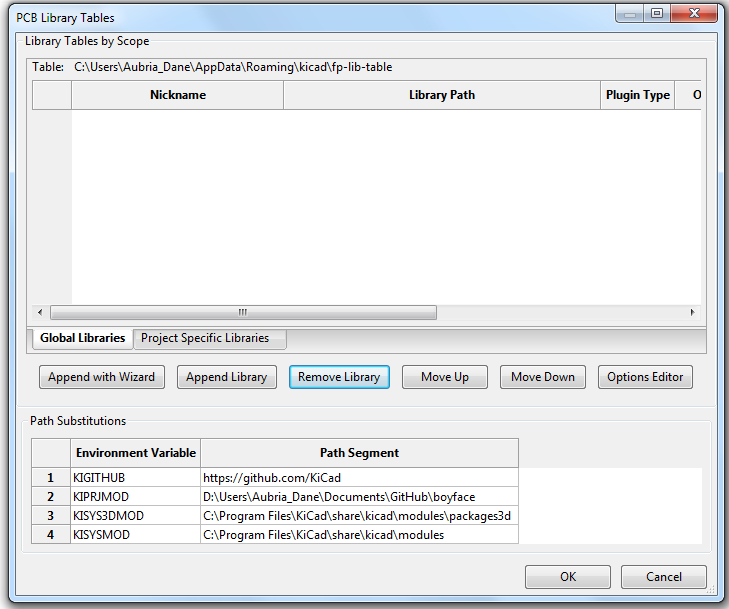 PCB Library Tables
Library Tables by Scope
Table: C:\Users\Aubria_Dane\AppData\Roaming\kicad\fp-lib-table
Nickname Library Path Plugin Type O
Global Libraries Project Specific Libraries
Append with Wizard Append Library Remove Library Move Up Move Down Options Editor
Path Substitutions
Environment Variable Path Segment
1 KIGITHUB https://github.com/KiCad
2 KIPRJMOD D:\Users\Aubria_Dane\Documents\GitHub\boyface
3 KISYS3DMOD C:\Program Files\KiCad\share\kicad\modules\packages3d
4 KISYSMOD C:\Program Files\KiCad\share\kicad\modules
OK Cancel